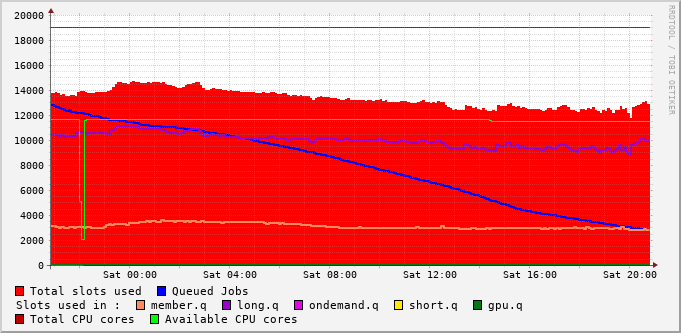 20000
18000
16000
14000
12000
10000
8000
6000
4000
2000
0
Sat 00:00 Sat 04:00 Sat 08:00 Sat 12:00 Sat 16:00 Sat 20:00
Total slots used Queued Jobs
Slots used in : member.q long.q ondemand.q short.q gpu.q
Total CPU cores Available CPU cores
RRDTOOL / TOBI OETIKER